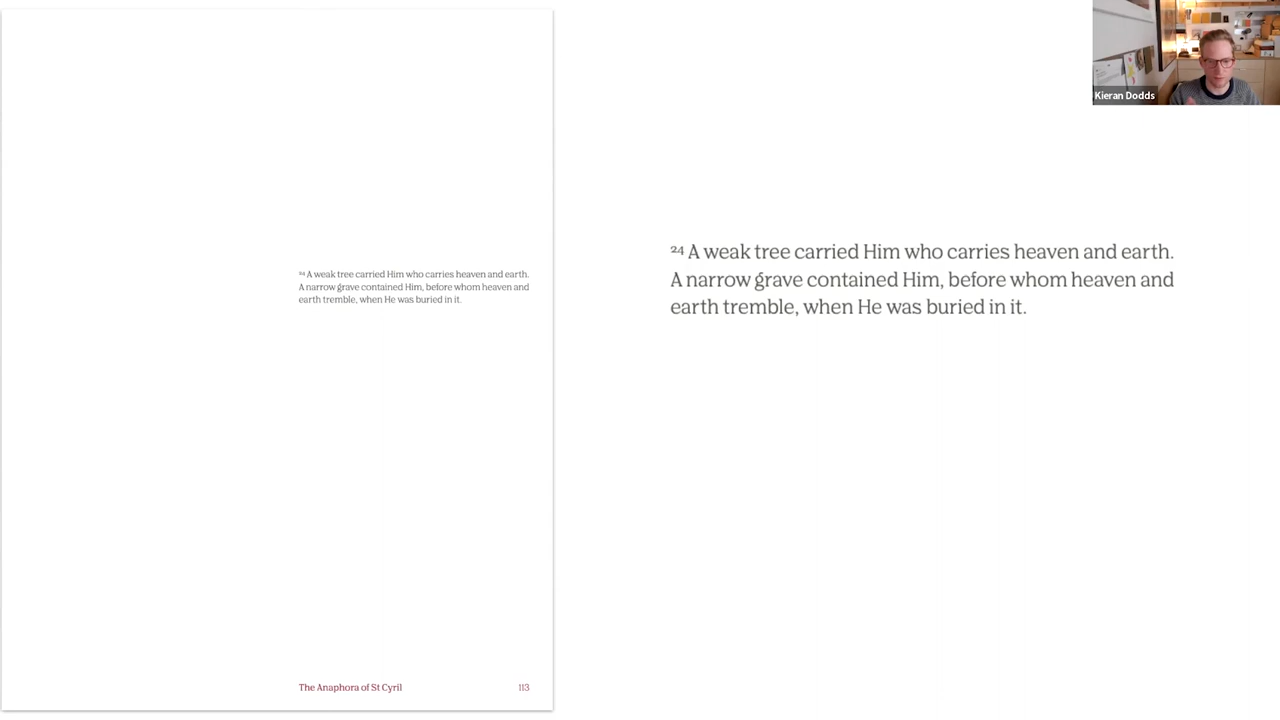 ²⁴ A weak tree carried Him who carries heaven and earth.
A narrow grave contained Him, before whom heaven and
earth tremble, when He was buried in it.
The Anaphora of St Cyril 113
²⁴ A weak tree carried Him who carries heaven and earth.
A narrow grave contained Him, before whom heaven and
earth tremble, when He was buried in it.
Kieran Dodds